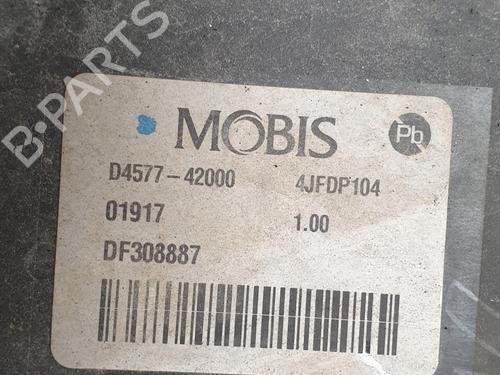 B-PARTS
MOBIS
Pb
D4577-42000 4JFDP104
01917 1.00
DF308887